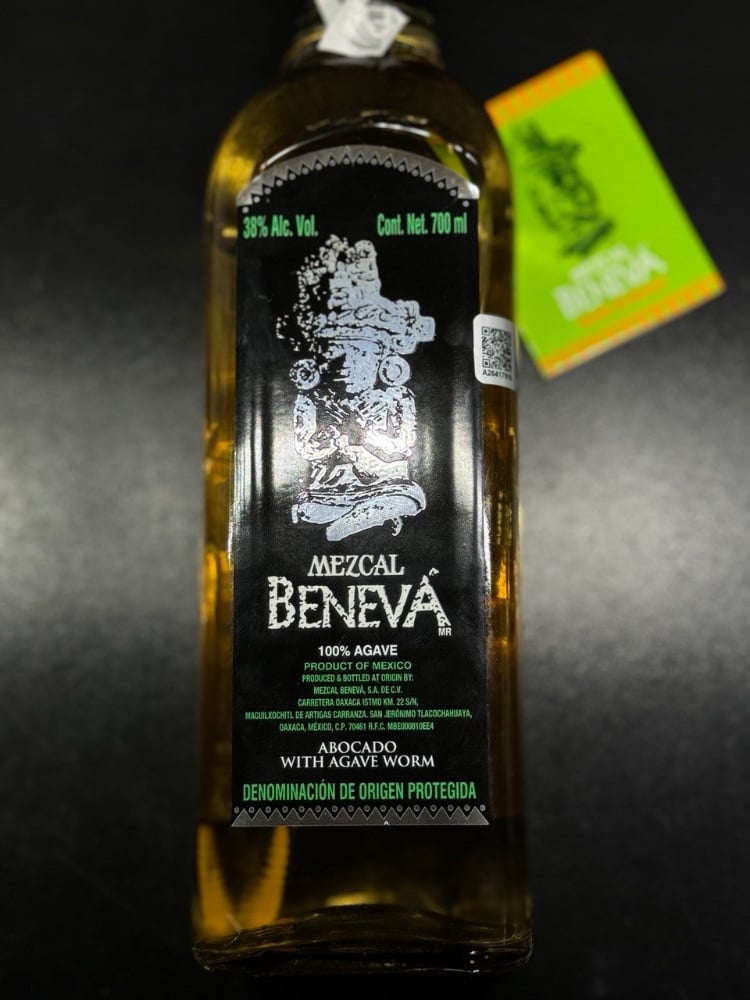 38% Alc. Vol.
Cont. Net. 700 ml
MEZCAL
BENEVÁ
MR
100% AGAVE
PRODUCT OF MEXICO
PRODUCED & BOTTLED AT ORIGIN BY:
MEZCAL BENEVÁ, S.A. DE C.V.
CARRETERA OAXACA ISTMO KM. 22 S/N,
MACUILXOCHITL DE ARTIGAS CARRANZA. SAN JERÓNIMO TLACOCHAHUAYA,
OAXACA, MÉXICO, C.P. 70461 R.F.C. MBE000810EE4
ABOCADO
WITH AGAVE WORM
DENOMINACIÓN DE ORIGEN PROTEGIDA
MEZCAL
BENEVÁ